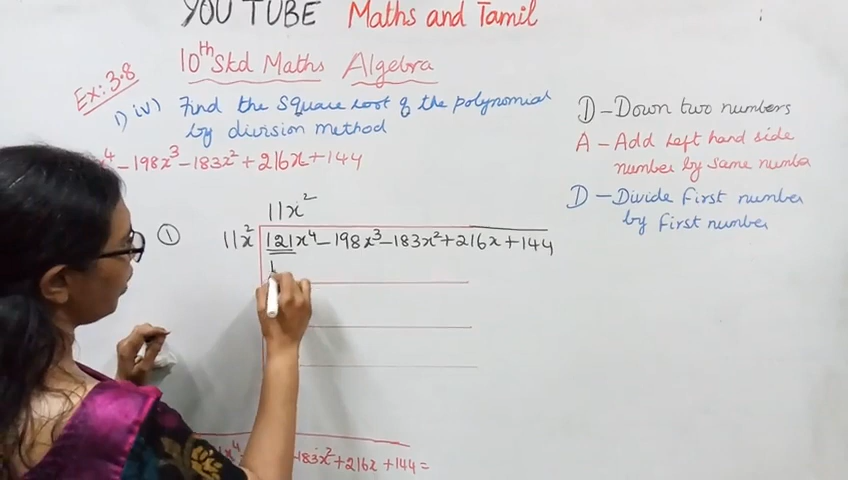 YOU TUBE Maths and Tamil
10th Std Maths Algebra
Ex: 3.8
1) iv) Find the Square root of the polynomial
by division method
x⁴ - 198x³ - 183x² + 216x + 144
D - Down two numbers
A - Add Left hand side
number by same numbe
D - Divide First number
by First number
11x²
① 11x² 121x⁴ - 198x³ - 183x² + 216x + 144
1
x⁴ 183x² + 216x + 144 =